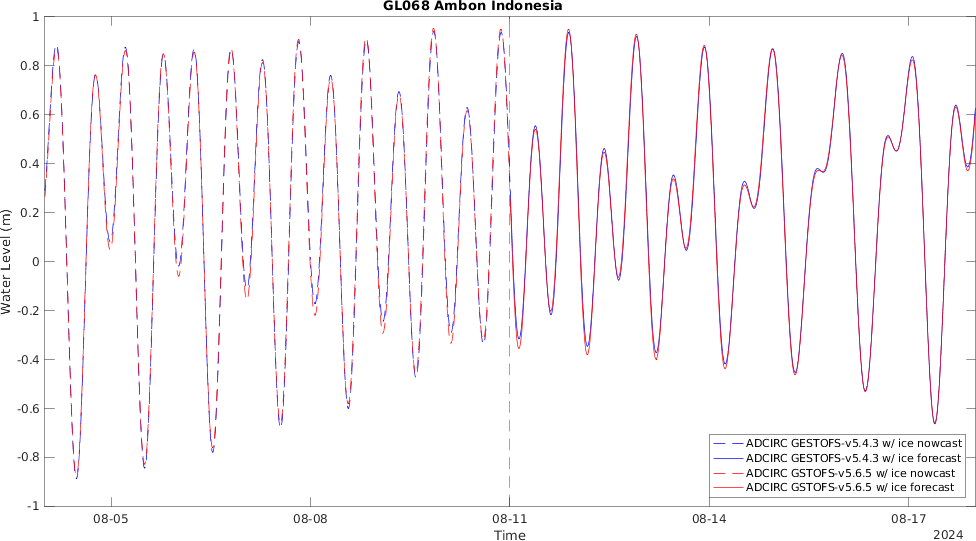 GL068 Ambon Indonesia
Water Level (m)
1
0.8
0.6
0.4
0.2
0
-0.2
-0.4
-0.6
-0.8
-1
ADCIRC GESTOFS-v5.4.3 w/ ice nowcast
ADCIRC GESTOFS-v5.4.3 w/ ice forecast
ADCIRC GSTOFS-v5.6.5 w/ ice nowcast
ADCIRC GSTOFS-v5.6.5 w/ ice forecast
08-05 08-08 08-11 08-14 08-17
Time
2024